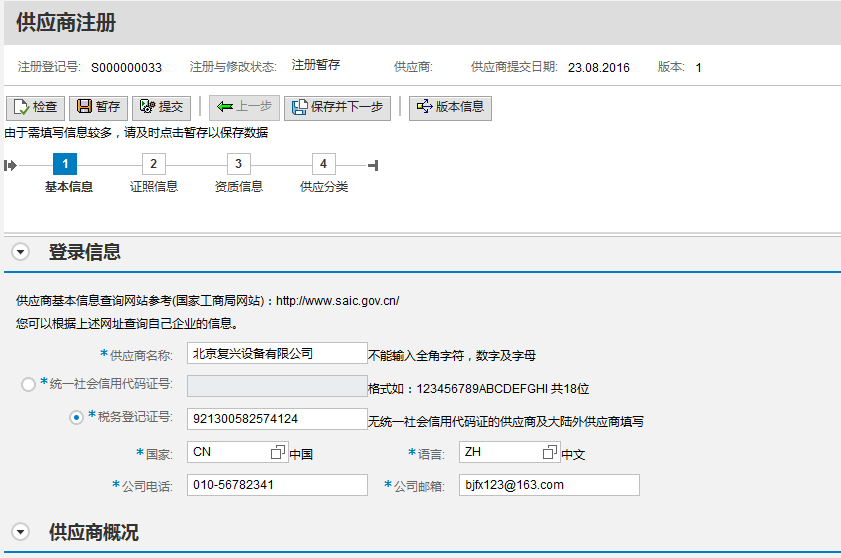 供应商注册
注册登记号: S000000033 注册与修改状态: 注册暂存 供应商: 供应商提交日期: 23.08.2016 版本: 1
检查 暂存 提交 上一步 保存并下一步 版本信息
由于需填写信息较多，请及时点击暂存以保存数据
1 2 3 4
基本信息 证照信息 资质信息 供应分类
登录信息
供应商基本信息查询网站参考(国家工商局网站)：http://www.saic.gov.cn/
您可以根据上述网址查询自己企业的信息。
*供应商名称: 北京复兴设备有限公司 不能输入全角字符，数字及字母
*统一社会信用代码证号: 格式如：123456789ABCDEFGHI 共18位
*税务登记证号: 921300582574124 无统一社会信用代码证的供应商及大陆外供应商填写
*国家: CN 中国 *语言: ZH 中文
*公司电话: 010-56782341 *公司邮箱: bjfx123@163.com
供应商概况